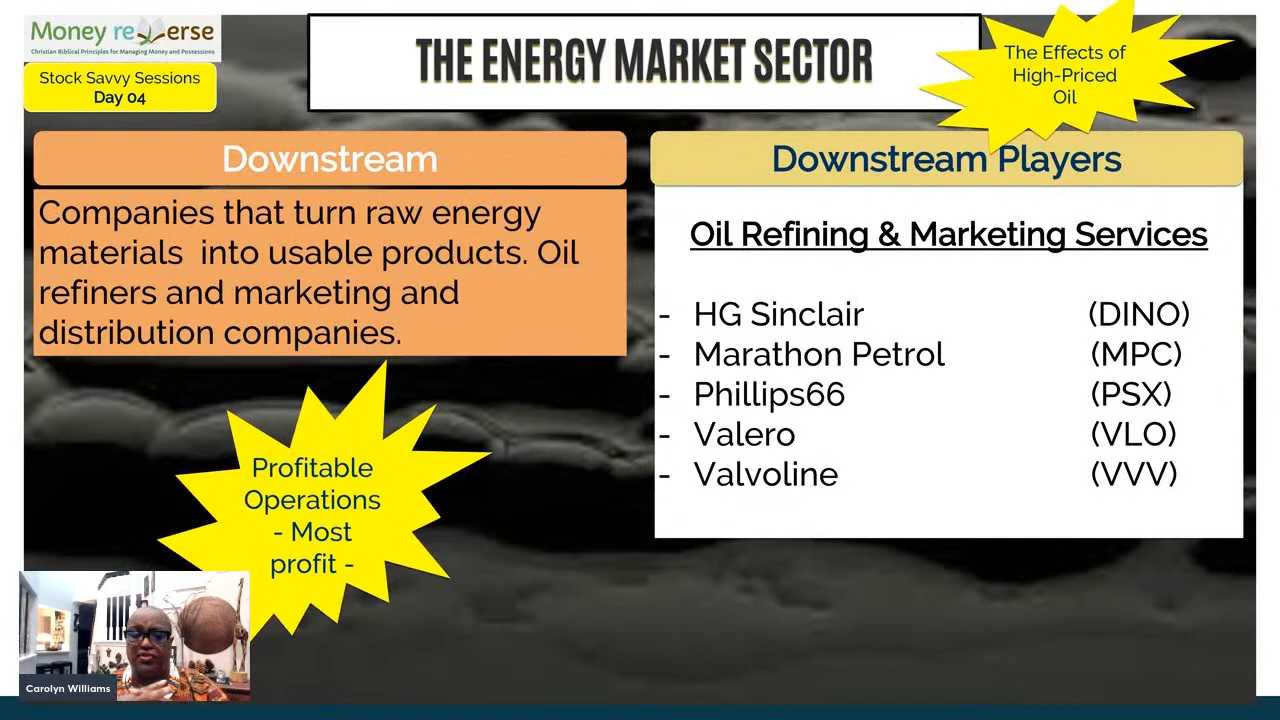 Money reverse
Christian Biblical Principles for Managing Money and Possessions
Stock Savvy Sessions
Day 04
THE ENERGY MARKET SECTOR
The Effects of
High-Priced
Oil
Downstream
Companies that turn raw energy
materials into usable products. Oil
refiners and marketing and
distribution companies.
Profitable
Operations
- Most
profit -
Downstream Players
Oil Refining & Marketing Services
- HG Sinclair (DINO)
- Marathon Petrol (MPC)
- Phillips66 (PSX)
- Valero (VLO)
- Valvoline (VVV)
Carolyn Williams